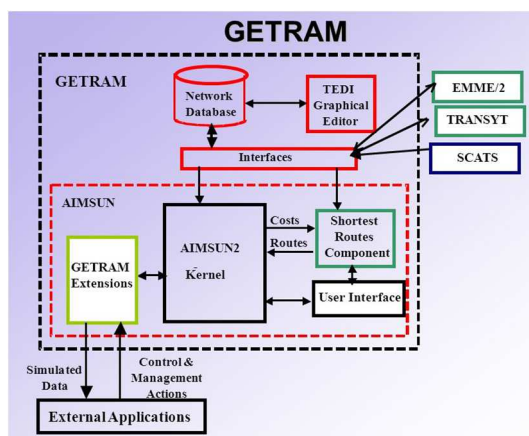 GETRAM
GETRAM
Network
Database
TEDI
Graphical
Editor
EMME/2
TRANSYT
SCATS
Interfaces
AIMSUN
GETRAM
Extensions
AIMSUN2
Kernel
Costs
Routes
Shortest
Routes
Component
User Interface
Simulated
Data
Control &
Management
Actions
External Applications